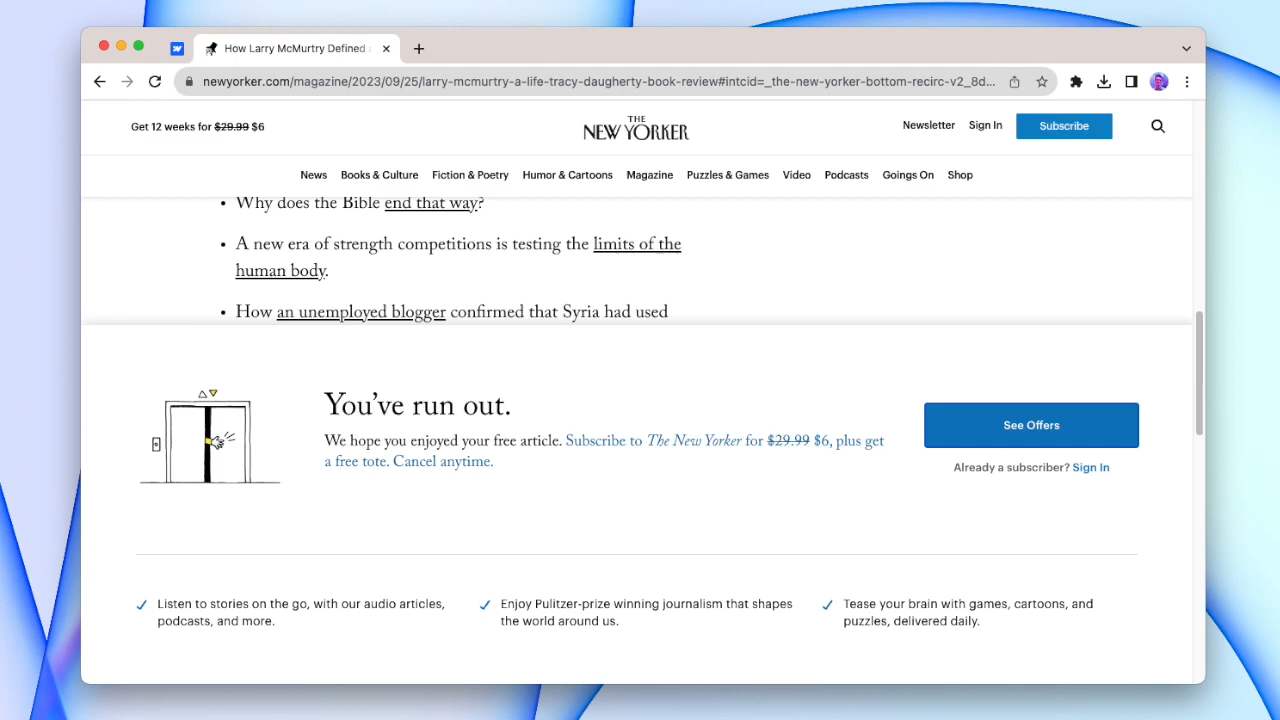 How Larry McMurtry Defined
newyorker.com/magazine/2023/09/25/larry-mcmurtry-a-life-tracy-daugherty-book-review#intcid=_the-new-yorker-bottom-recirc-v2_8d...
Get 12 weeks for $29.99 $6
THE
NEW YORKER
Newsletter Sign In Subscribe
News Books & Culture Fiction & Poetry Humor & Cartoons Magazine Puzzles & Games Video Podcasts Goings On Shop
• Why does the Bible end that way?
• A new era of strength competitions is testing the limits of the
human body.
• How an unemployed blogger confirmed that Syria had used
You've run out.
We hope you enjoyed your free article. Subscribe to The New Yorker for $29.99 $6, plus get
a free tote. Cancel anytime.
See Offers
Already a subscriber? Sign In
Listen to stories on the go, with our audio articles,
podcasts, and more.
Enjoy Pulitzer-prize winning journalism that shapes
the world around us.
Tease your brain with games, cartoons, and
puzzles, delivered daily.